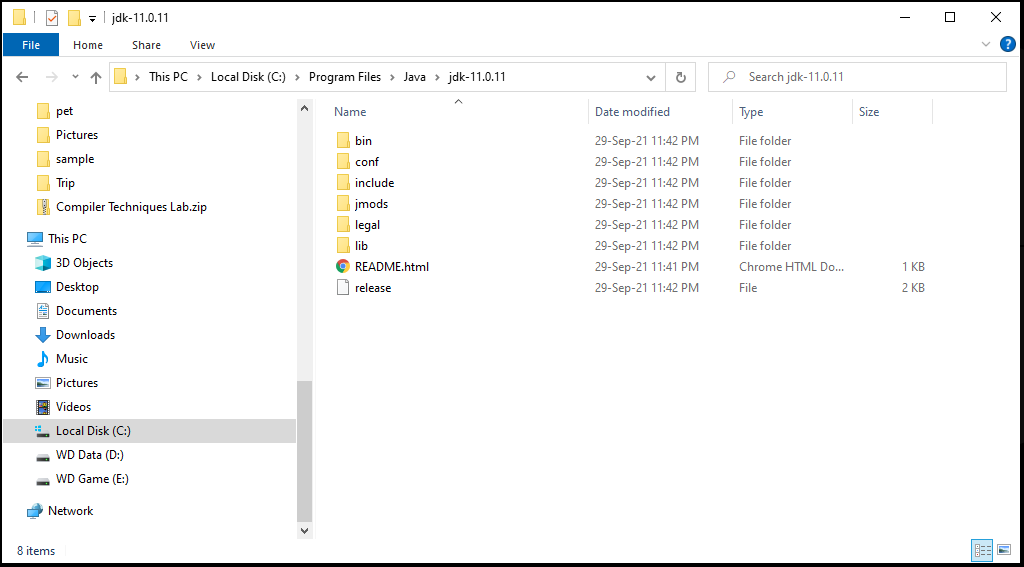 jdk-11.0.11
File Home Share View
This PC Local Disk (C:) Program Files Java jdk-11.0.11
Search jdk-11.0.11
pet
Pictures
sample
Trip
Compiler Techniques Lab.zip
This PC
3D Objects
Desktop
Documents
Downloads
Music
Pictures
Videos
Local Disk (C:)
WD Data (D:)
WD Game (E:)
Network
Name Date modified Type Size
bin 29-Sep-21 11:42 PM File folder
conf 29-Sep-21 11:42 PM File folder
include 29-Sep-21 11:42 PM File folder
jmods 29-Sep-21 11:42 PM File folder
legal 29-Sep-21 11:42 PM File folder
lib 29-Sep-21 11:42 PM File folder
README.html 29-Sep-21 11:41 PM Chrome HTML Do... 1 KB
release 29-Sep-21 11:42 PM File 2 KB
8 items